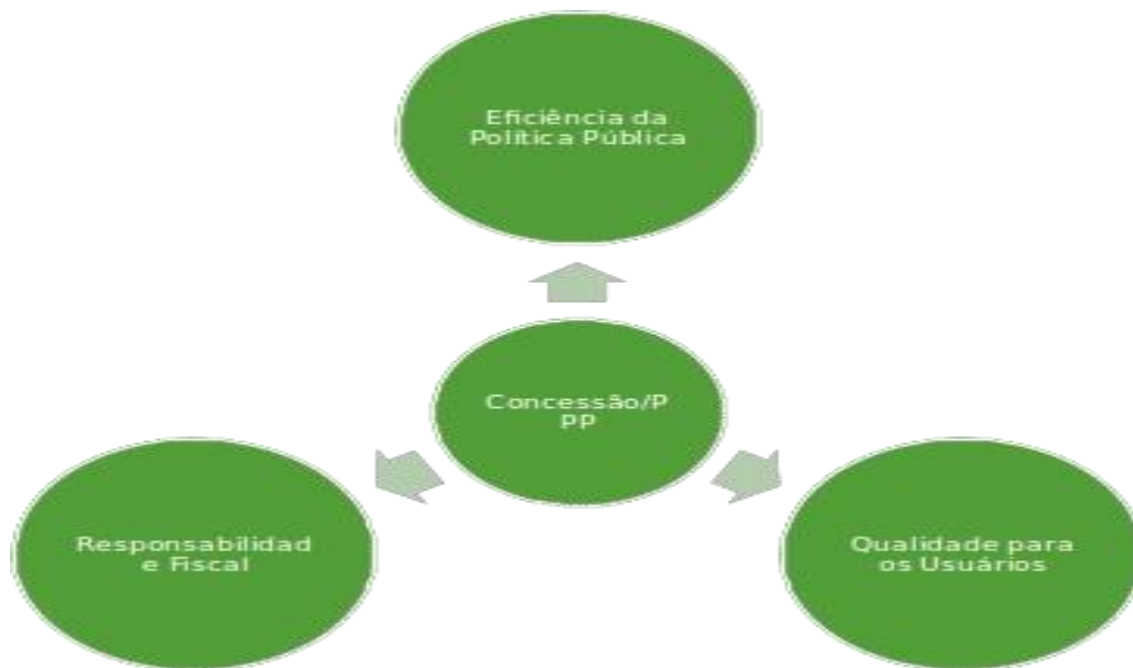 Eficiência da
Política Pública
Concessão/P
PP
Responsabilidad
e Fiscal
Qualidade para
os Usuários